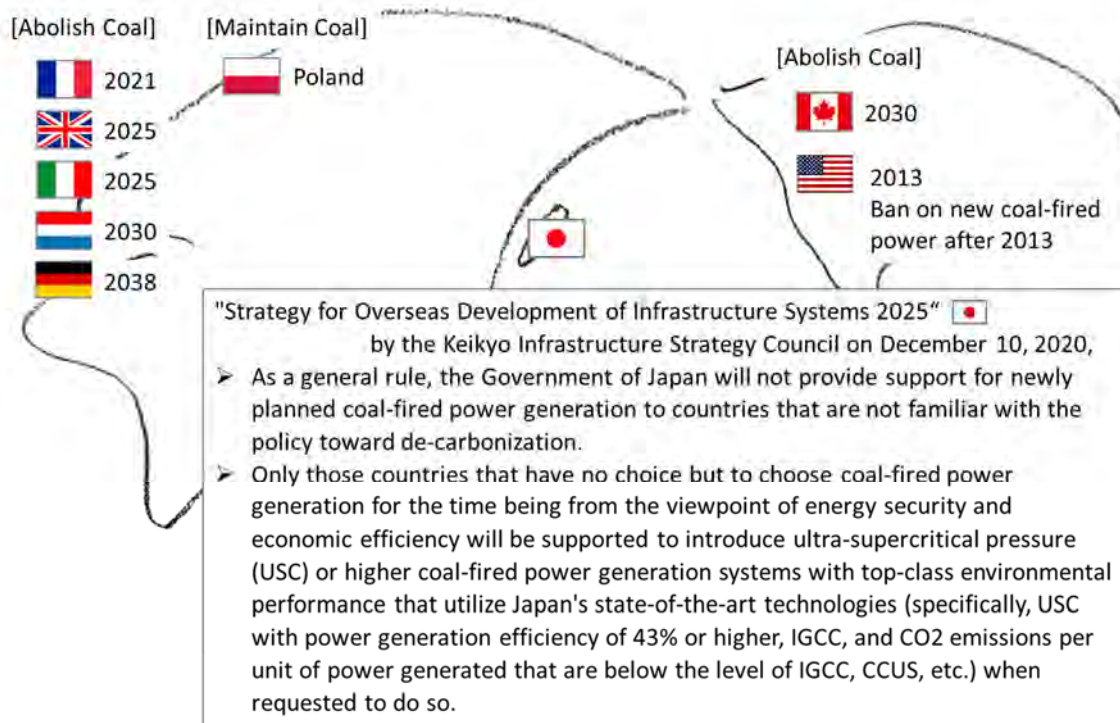 [Abolish Coal]
2021
2025
2025
2030
2038
[Maintain Coal]
Poland
[Abolish Coal]
2030
2013
Ban on new coal-fired
power after 2013
"Strategy for Overseas Development of Infrastructure Systems 2025“
by the Keikyo Infrastructure Strategy Council on December 10, 2020,
➢ As a general rule, the Government of Japan will not provide support for newly
planned coal-fired power generation to countries that are not familiar with the
policy toward de-carbonization.
➢ Only those countries that have no choice but to choose coal-fired power
generation for the time being from the viewpoint of energy security and
economic efficiency will be supported to introduce ultra-supercritical pressure
(USC) or higher coal-fired power generation systems with top-class environmental
performance that utilize Japan's state-of-the-art technologies (specifically, USC
with power generation efficiency of 43% or higher, IGCC, and CO2 emissions per
unit of power generated that are below the level of IGCC, CCUS, etc.) when
requested to do so.